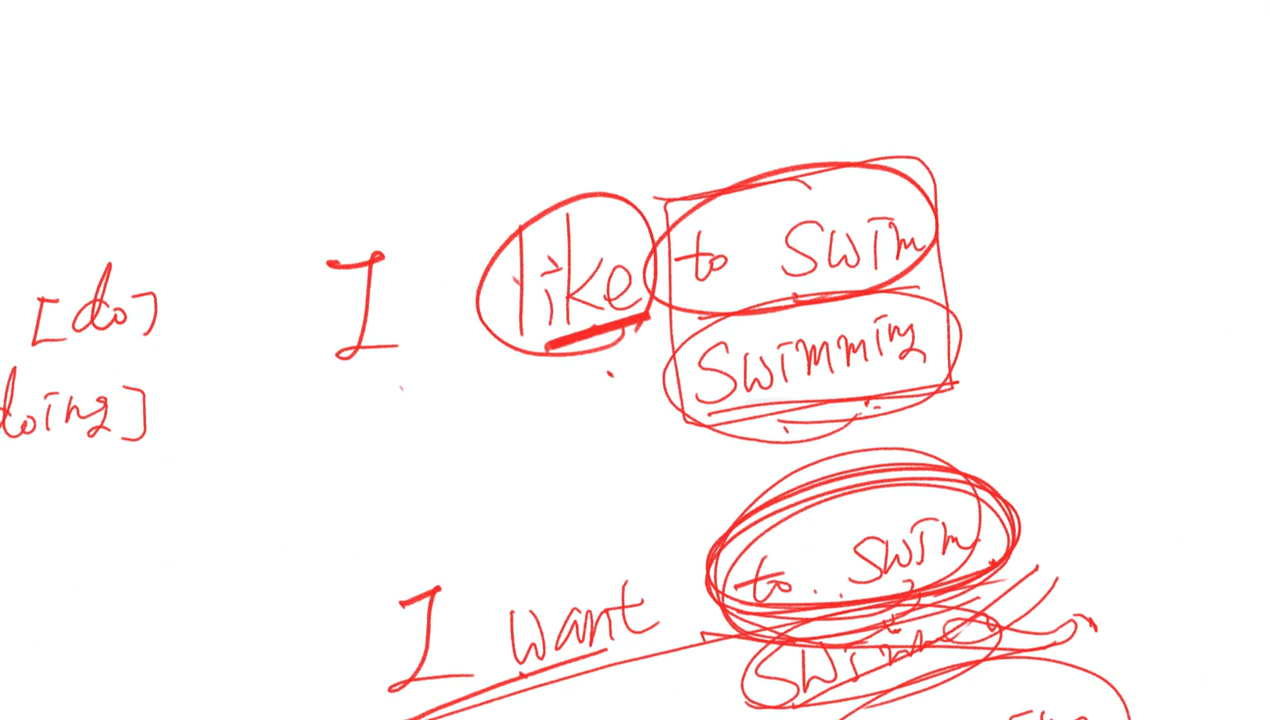 I like to swim
[do] swimming
doing]
to swim
I want